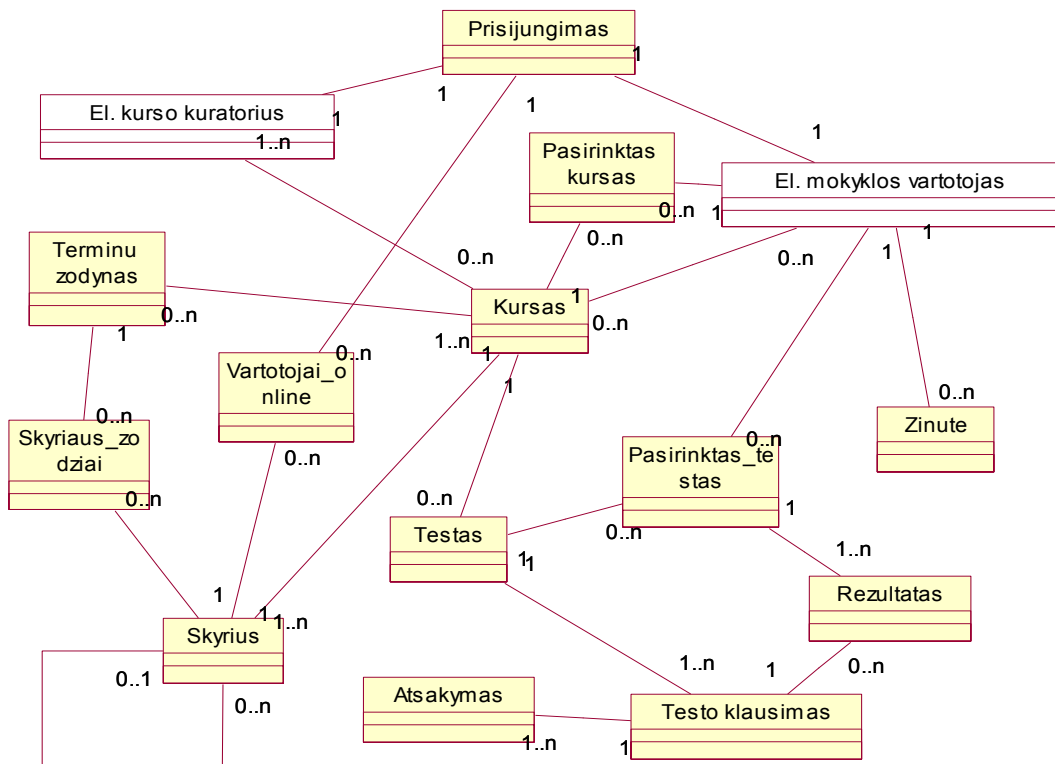 Prisijungimas
1
1
1
1
El. kurso kuratorius
1
1..n
1
Pasirinktas
kursas
El. mokyklos vartotojas
0..n
1
1
1
0..n
0..n
0..n
Terminu
zodynas
Kursas
1
0..n
0..n
1
1..n
1
1
0..n
Vartotojai_o
nline
0..n
0..n
0..n
Zinute
Skyriaus_zo
dziai
0..n
0..n
Pasirinktas_te
stas
1
0..n
0..n
Testas
1
1
1..n
Rezultatas
1
1
1..n
Skyrius
0..1
0..n
1..n
1
0..n
Atsakymas
1..n
1
Testo klausimas